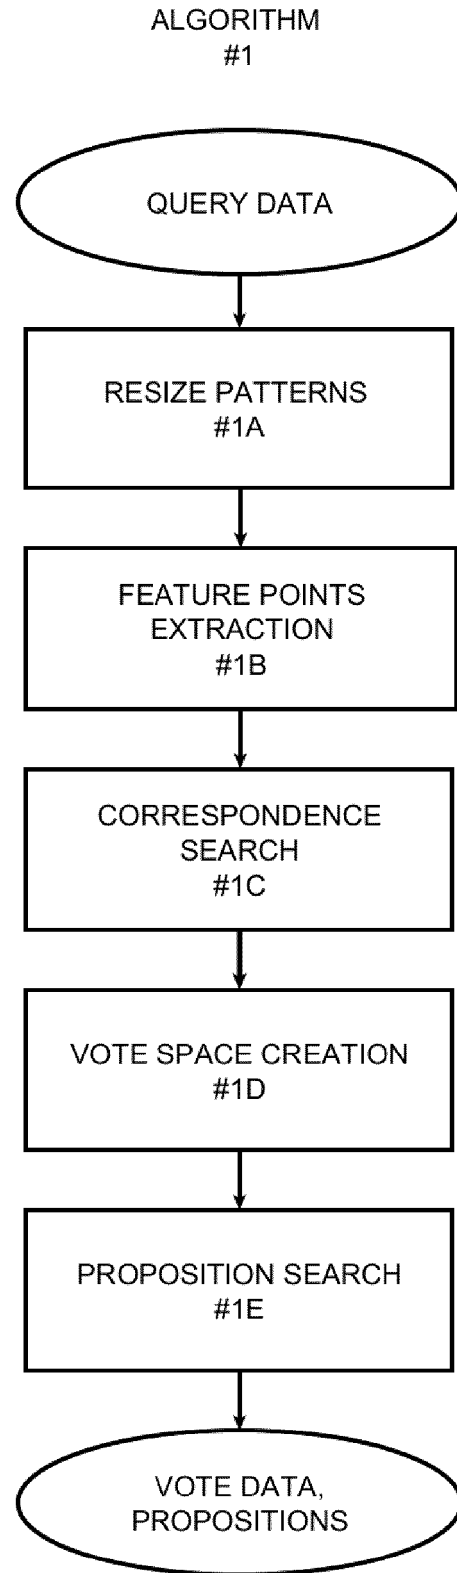 ALGORITHM
#1
QUERY DATA
RESIZE PATTERNS
#1A
FEATURE POINTS
EXTRACTION
#1B
CORRESPONDENCE
SEARCH
#1C
VOTE SPACE CREATION
#1D
PROPOSITION SEARCH
#1E
VOTE DATA,
PROPOSITIONS